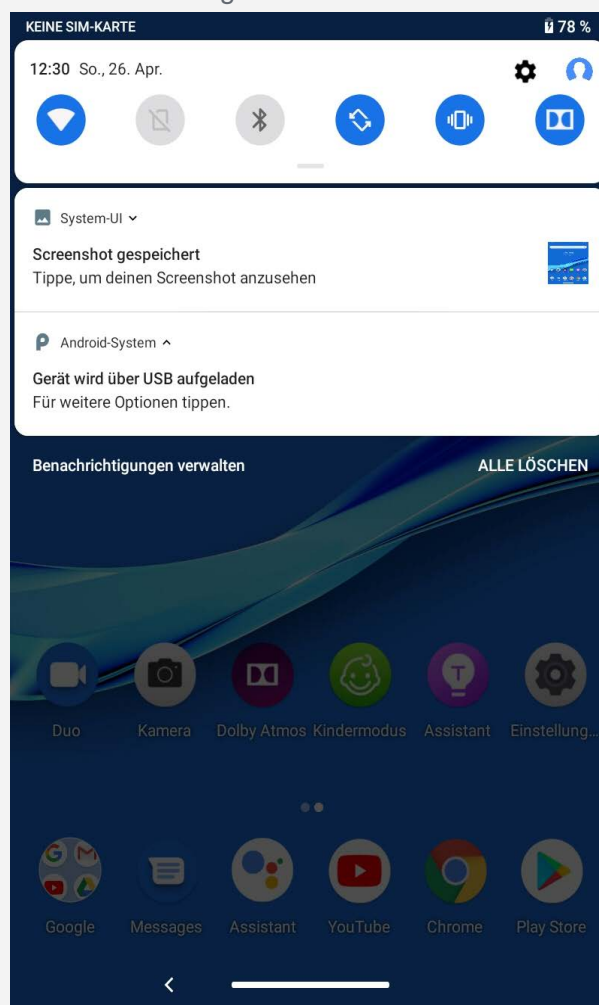 KEINE SIM-KARTE 78 %
12:30 So., 26. Apr.
System-UI
Screenshot gespeichert
Tippe, um deinen Screenshot anzusehen
Android-System
Gerät wird über USB aufgeladen
Für weitere Optionen tippen.
Benachrichtigungen verwalten ALLE LÖSCHEN
Duo Kamera Dolby Atmos Kindermodus Assistant Einstellung...
Google Messages Assistant YouTube Chrome Play Store